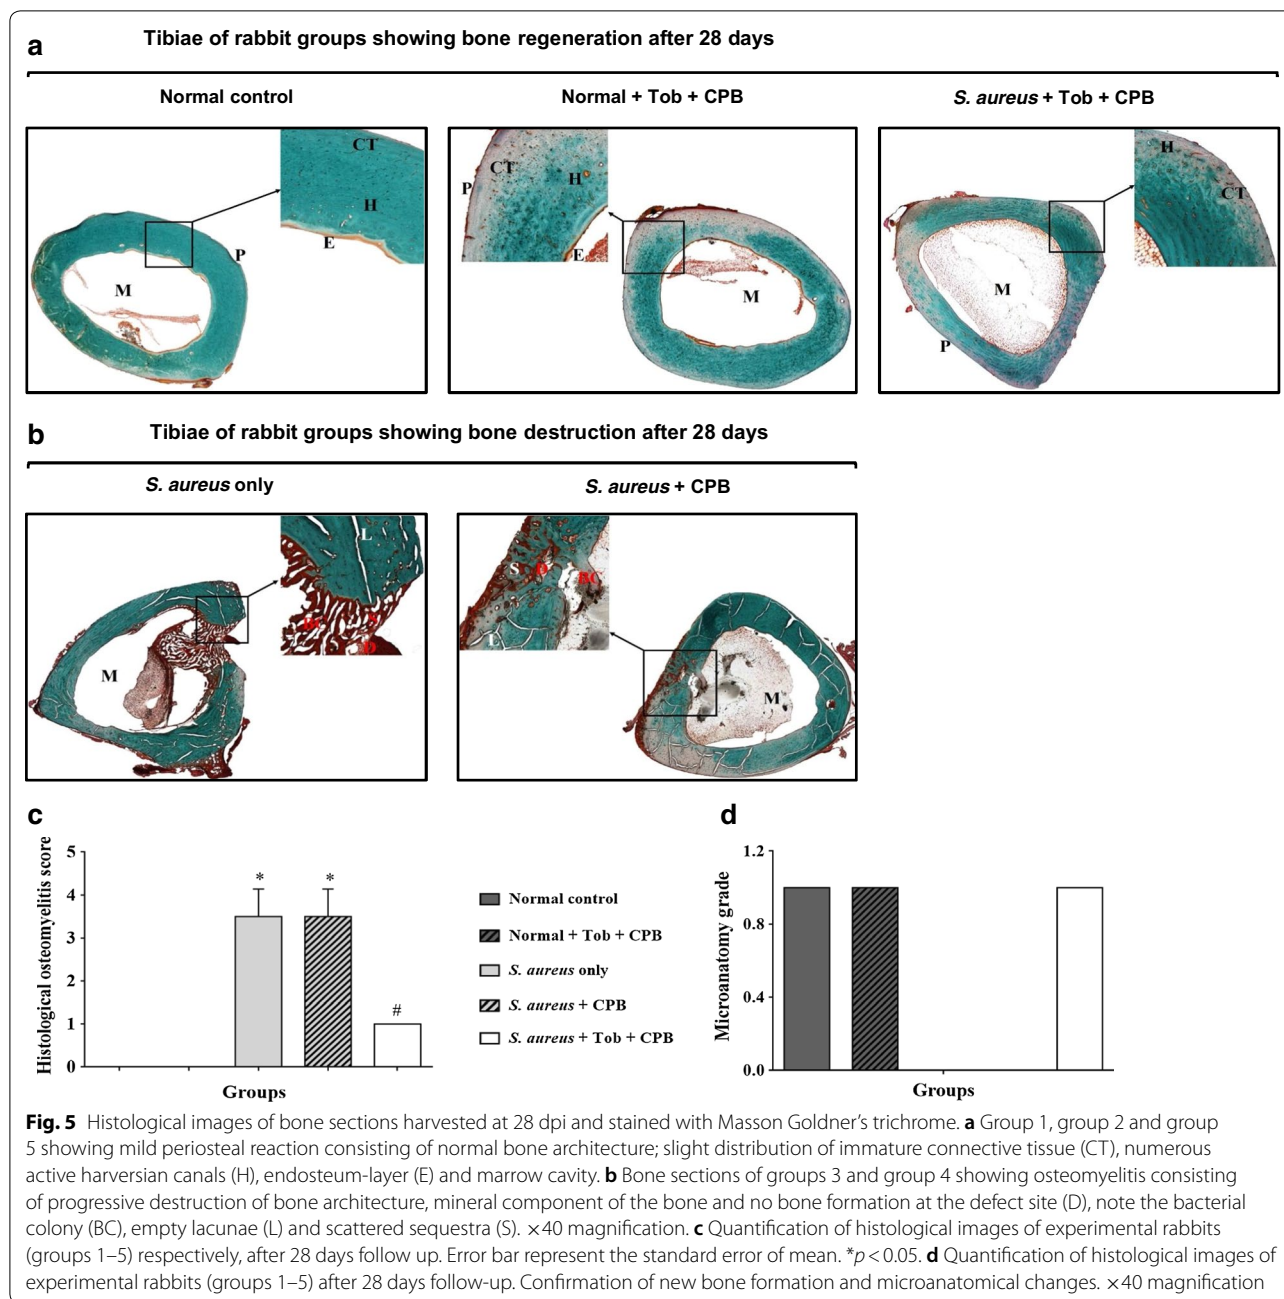 a
Tibiae of rabbit groups showing bone regeneration after 28 days
Normal control
Normal + Tob + CPB
S. aureus + Tob + CPB
CT
H
E
P
M
CT
P
H
E
M
H
CT
M
P
b
Tibiae of rabbit groups showing bone destruction after 28 days
S. aureus only
S. aureus + CPB
L
D
M
S
D
BC
L
M
c
Histological osteomyelitis score
5
4
3
2
1
0
*
*
#
Groups
Normal control
Normal + Tob + CPB
S. aureus only
S. aureus + CPB
S. aureus + Tob + CPB
d
Microanatomy grade
1.2
0.8
0.4
0.0
Groups
Fig. 5 Histological images of bone sections harvested at 28 dpi and stained with Masson Goldner's trichrome. a Group 1, group 2 and group
5 showing mild periosteal reaction consisting of normal bone architecture; slight distribution of immature connective tissue (CT), numerous
active harversian canals (H), endosteum-layer (E) and marrow cavity. b Bone sections of groups 3 and group 4 showing osteomyelitis consisting
of progressive destruction of bone architecture, mineral component of the bone and no bone formation at the defect site (D), note the bacterial
colony (BC), empty lacunae (L) and scattered sequestra (S). ×40 magnification. c Quantification of histological images of experimental rabbits
(groups 1–5) respectively, after 28 days follow up. Error bar represent the standard error of mean. *p < 0.05. d Quantification of histological images of
experimental rabbits (groups 1–5) after 28 days follow-up. Confirmation of new bone formation and microanatomical changes. ×40 magnification